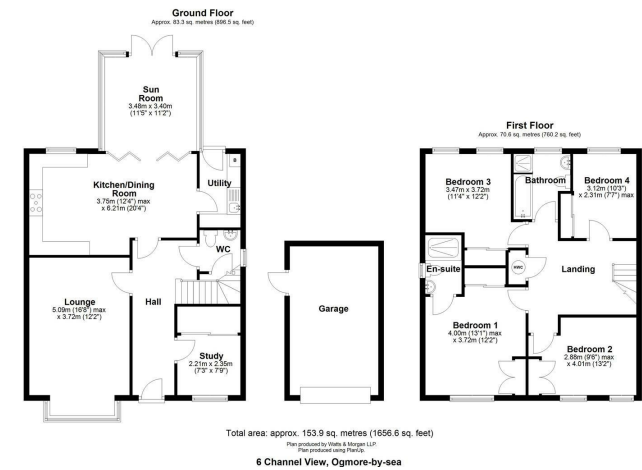 Ground Floor
Approx. 83.3 sq. metres (896.5 sq. feet)
Sun
Room
3.48m x 3.40m
(11'5" x 11'2")
Kitchen/Dining
Room
3.75m (12'4") max
x 6.21m (20'4")
Utility
WC
Lounge
5.09m (16'8") max
x 3.72m (12'2")
Hall
Study
2.21m x 2.35m
(7'3" x 7'9")
Garage
First Floor
Approx. 70.6 sq. metres (760.2 sq. feet)
Bedroom 3
3.47m x 3.72m
(11'4" x 12'2")
Bathroom
Bedroom 4
3.12m (10'3")
x 2.31m (7'7") max
En-suite
HWC
Landing
Bedroom 1
4.00m (13'1") max
x 3.72m (12'2")
Bedroom 2
2.88m (9'6") max
x 4.01m (13'2")
Total area: approx. 153.9 sq. metres (1656.6 sq. feet)
Plan produced by Watts & Morgan LLP.
Plan produced using PlanUp.
6 Channel View, Ogmore-by-sea